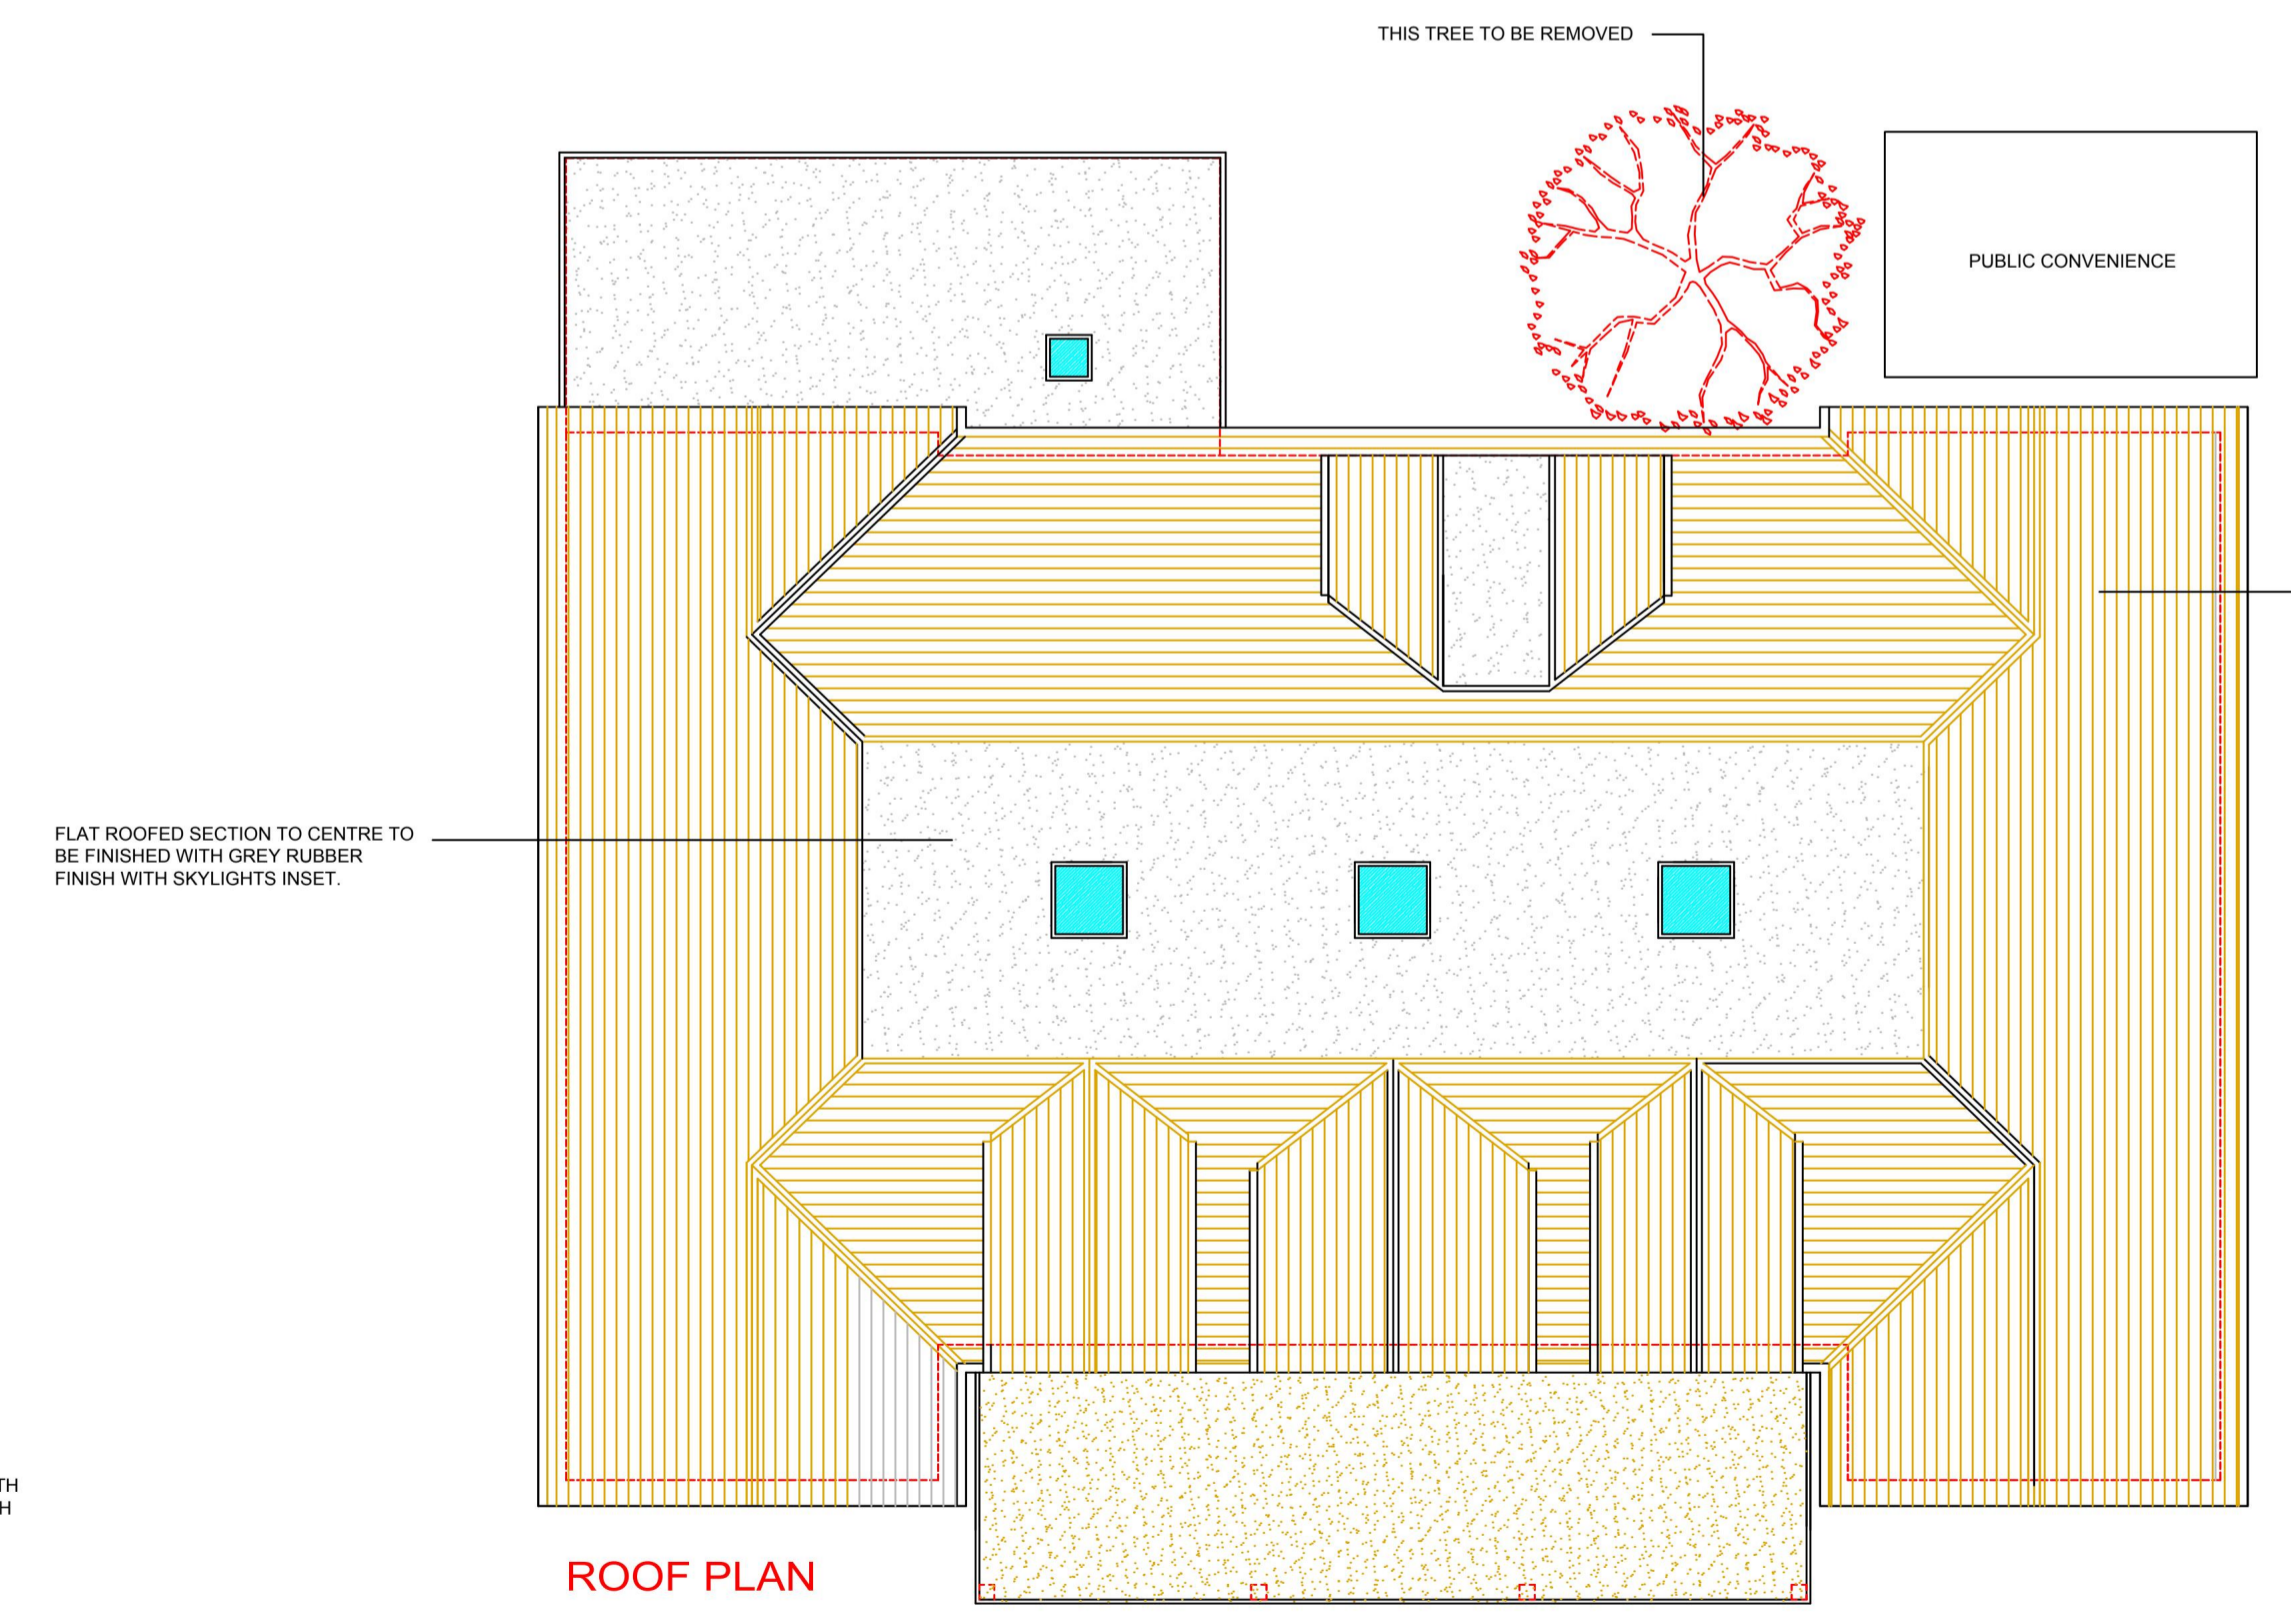 THIS TREE TO BE REMOVED
PUBLIC CONVENIENCE
FLAT ROOFED SECTION TO CENTRE TO
BE FINISHED WITH GREY RUBBER
FINISH WITH SKYLIGHTS INSET.
TH
H
ROOF PLAN